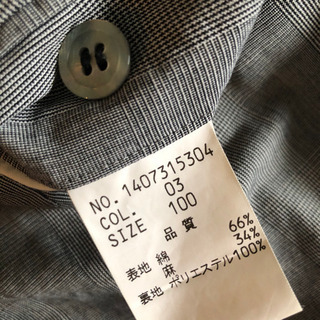 NO. 1407315304
COL. 03
SIZE 100
品質
表地 綿 66%
麻 34%
裏地 ポリエステル100%